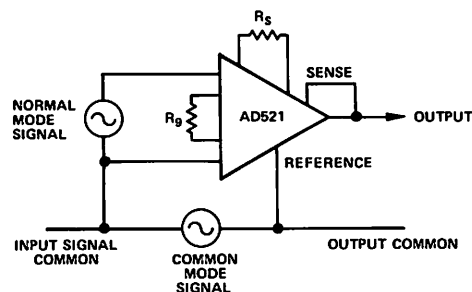 RS
SENSE
NORMAL
MODE
SIGNAL
Rg
AD521
OUTPUT
REFERENCE
INPUT SIGNAL
COMMON
COMMON
MODE
SIGNAL
OUTPUT COMMON